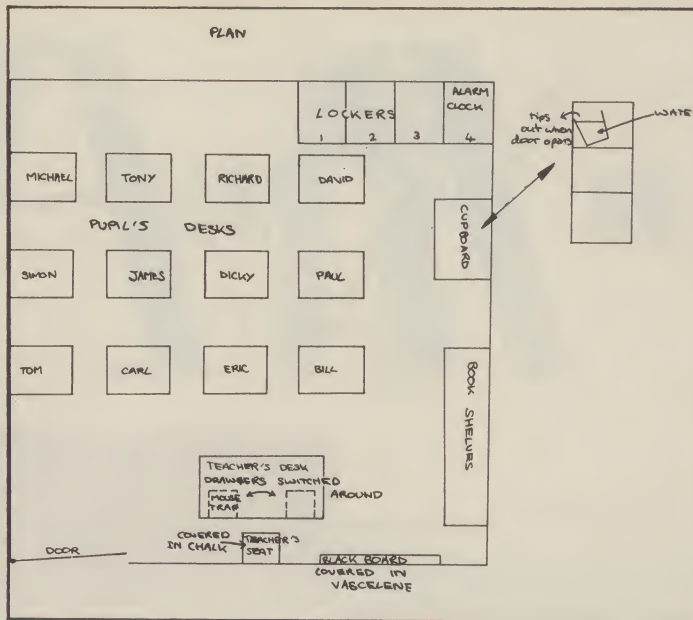 PLAN
LOCKERS
1 2 3 4
ALARM
CLOCK
tips
out when
door opens
WATE
MICHAEL
TONY
RICHARD
DAVID
PUPIL'S DESKS
CUPBOARD
SIMON
JAMES
DICKY
PAUL
TOM
CARL
ERIC
BILL
BOOK SHELVES
TEACHER'S DESK
DRAWERS SWITCHED
AROUND
MOUSE
TRAP
COVERED
IN CHALK
TEACHER'S
SEAT
DOOR
BLACK BOARD
COVERED IN
VASCELENE